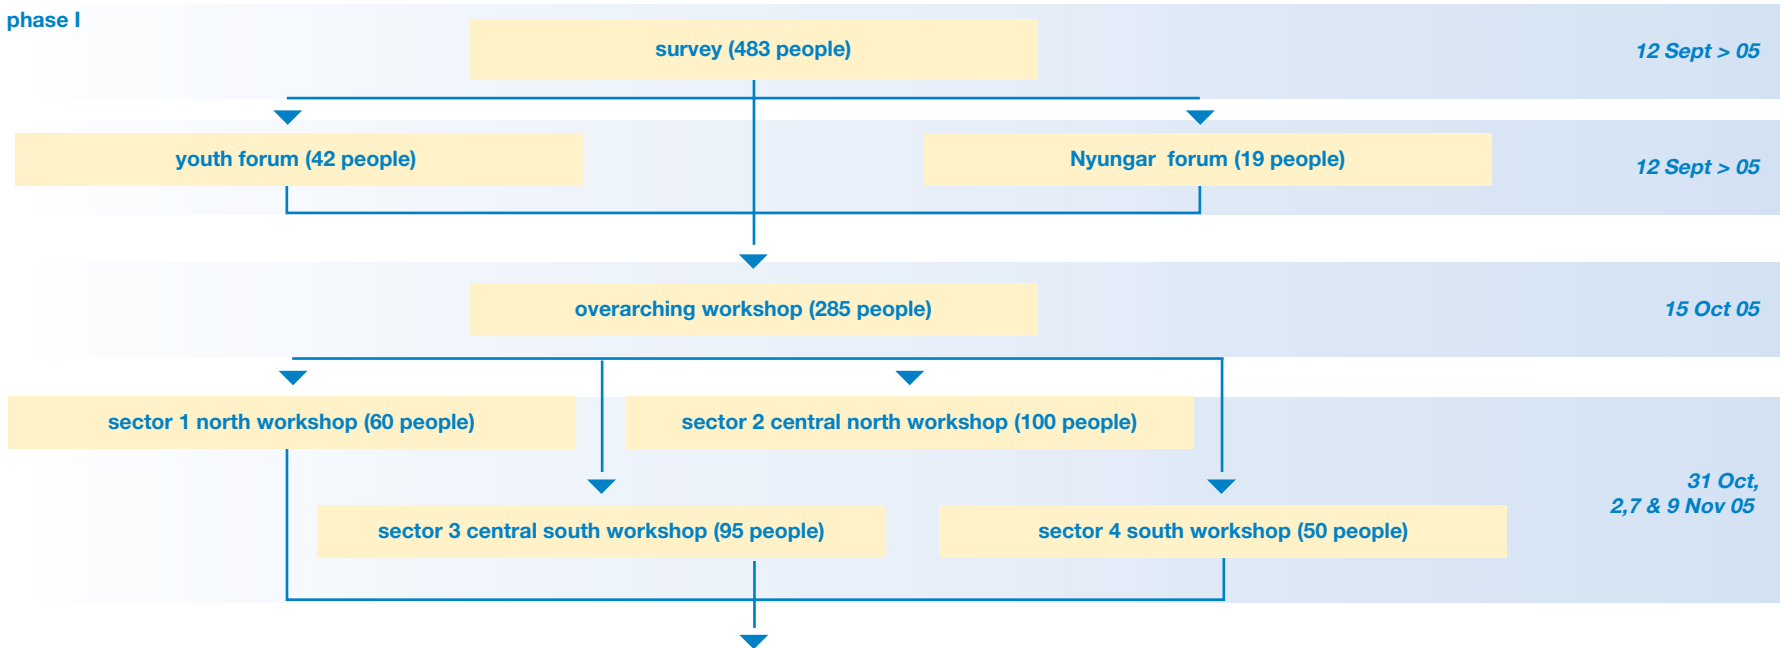 phase I
survey (483 people)
12 Sept > 05
youth forum (42 people)
Nyungar forum (19 people)
12 Sept > 05
overarching workshop (285 people)
15 Oct 05
sector 1 north workshop (60 people)
sector 2 central north workshop (100 people)
31 Oct,
2,7 & 9 Nov 05
sector 3 central south workshop (95 people)
sector 4 south workshop (50 people)